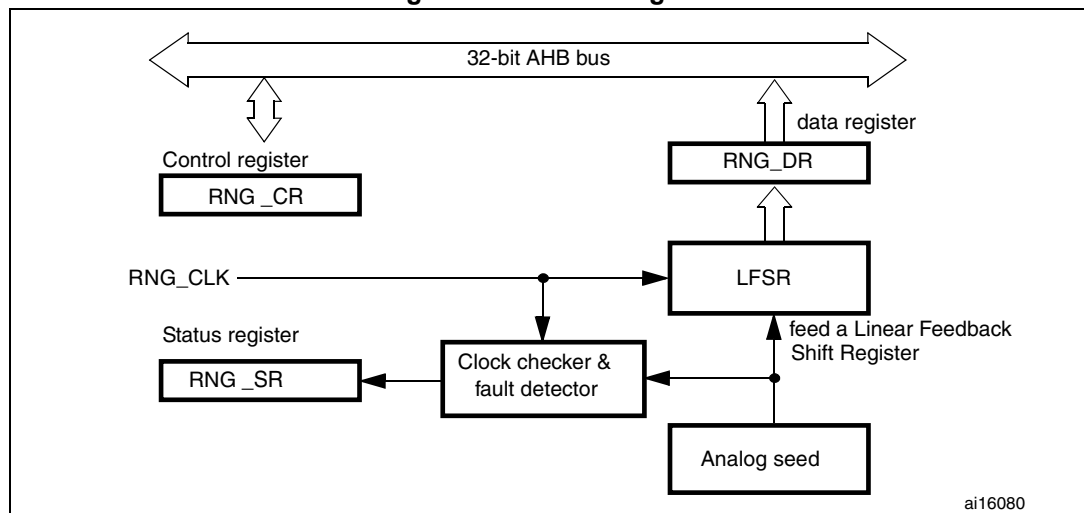 32-bit AHB bus
data register
Control register
RNG_DR
RNG _CR
RNG_CLK
LFSR
Status register
feed a Linear Feedback
Shift Register
Clock checker &
fault detector
RNG _SR
Analog seed
ai16080